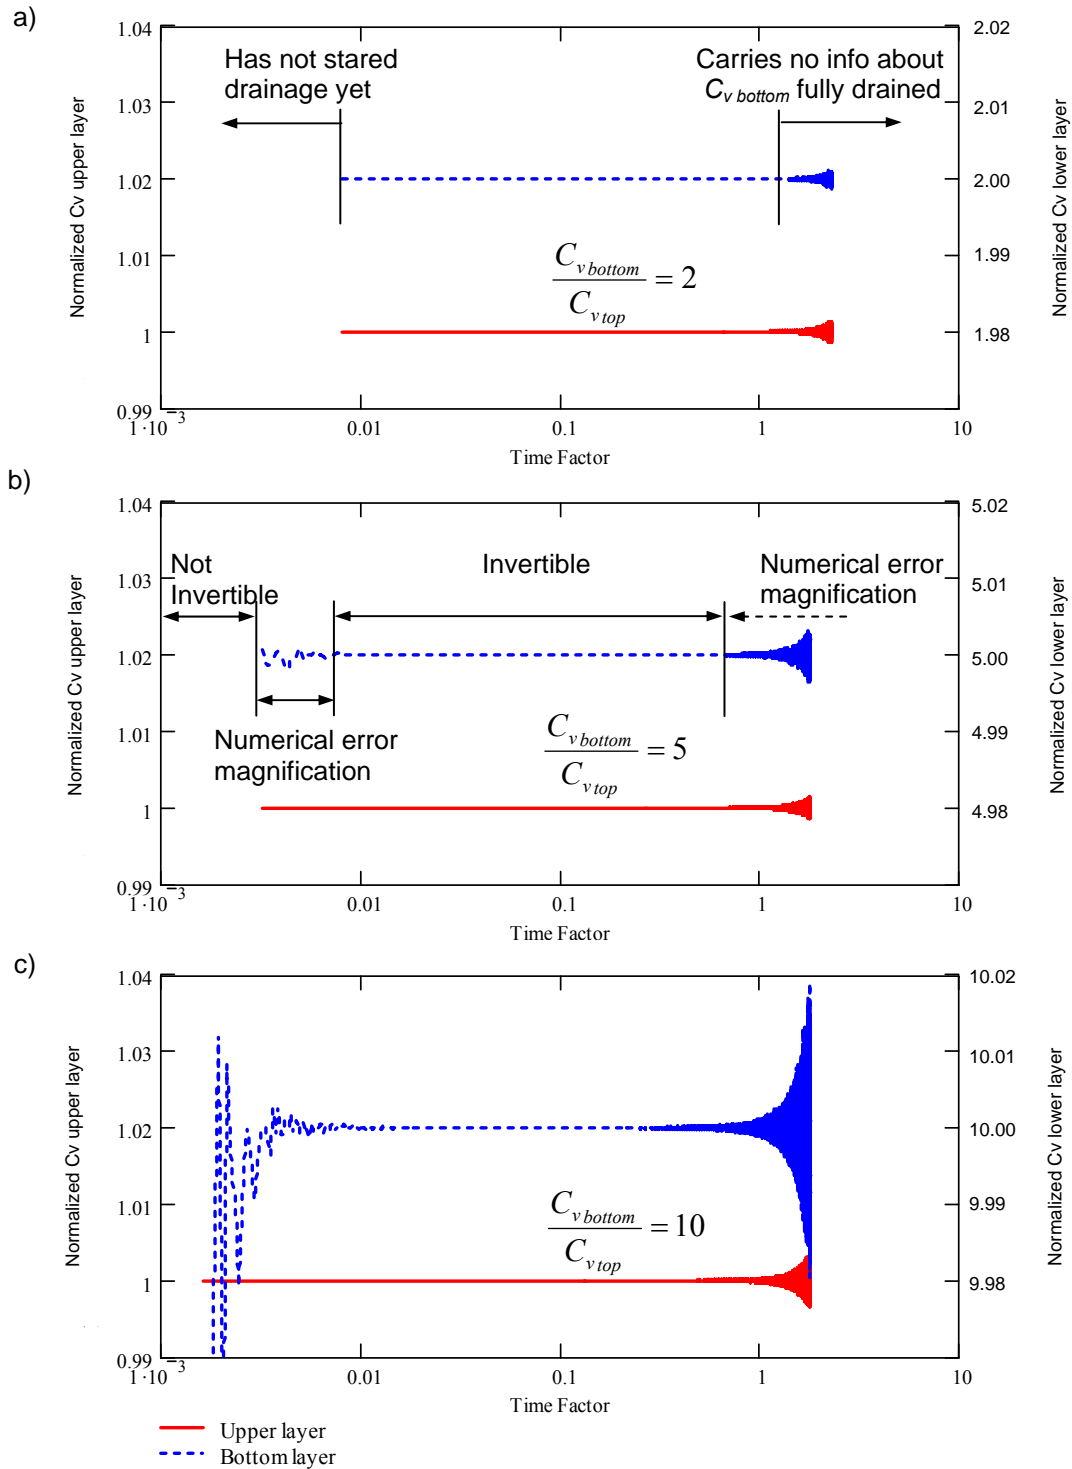 a)
1.04
2.02
Has not stared
drainage yet
Carries no info about
C_v bottom fully drained
1.03
2.01
Normalized Cv upper layer
Normalized Cv lower layer
1.02
2.00
C_v bottom / C_v top = 2
1.01
1.99
1
1.98
0.99
1·10^−3
0.01
0.1
1
10
Time Factor
b)
1.04
5.02
Not
Invertible
Invertible
Numerical error
magnification
1.03
5.01
Normalized Cv upper layer
Normalized Cv lower layer
1.02
5.00
Numerical error
magnification
C_v bottom / C_v top = 5
1.01
4.99
1
4.98
0.99
1·10^−3
0.01
0.1
1
10
Time Factor
c)
1.04
10.02
1.03
10.01
Normalized Cv upper layer
Normalized Cv lower layer
1.02
10.00
C_v bottom / C_v top = 10
1.01
9.99
1
9.98
0.99
1·10^−3
0.01
0.1
1
10
Time Factor
Upper layer
Bottom layer